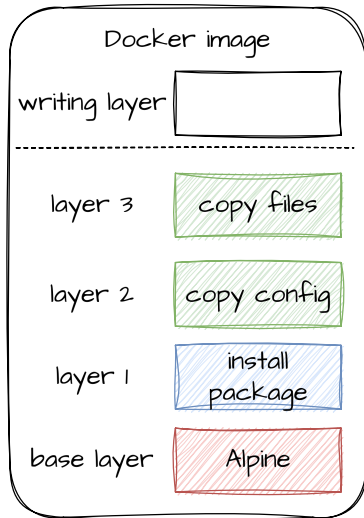 Docker image
writing layer
layer 3
copy files
layer 2
copy config
layer 1
install
package
base layer
Alpine